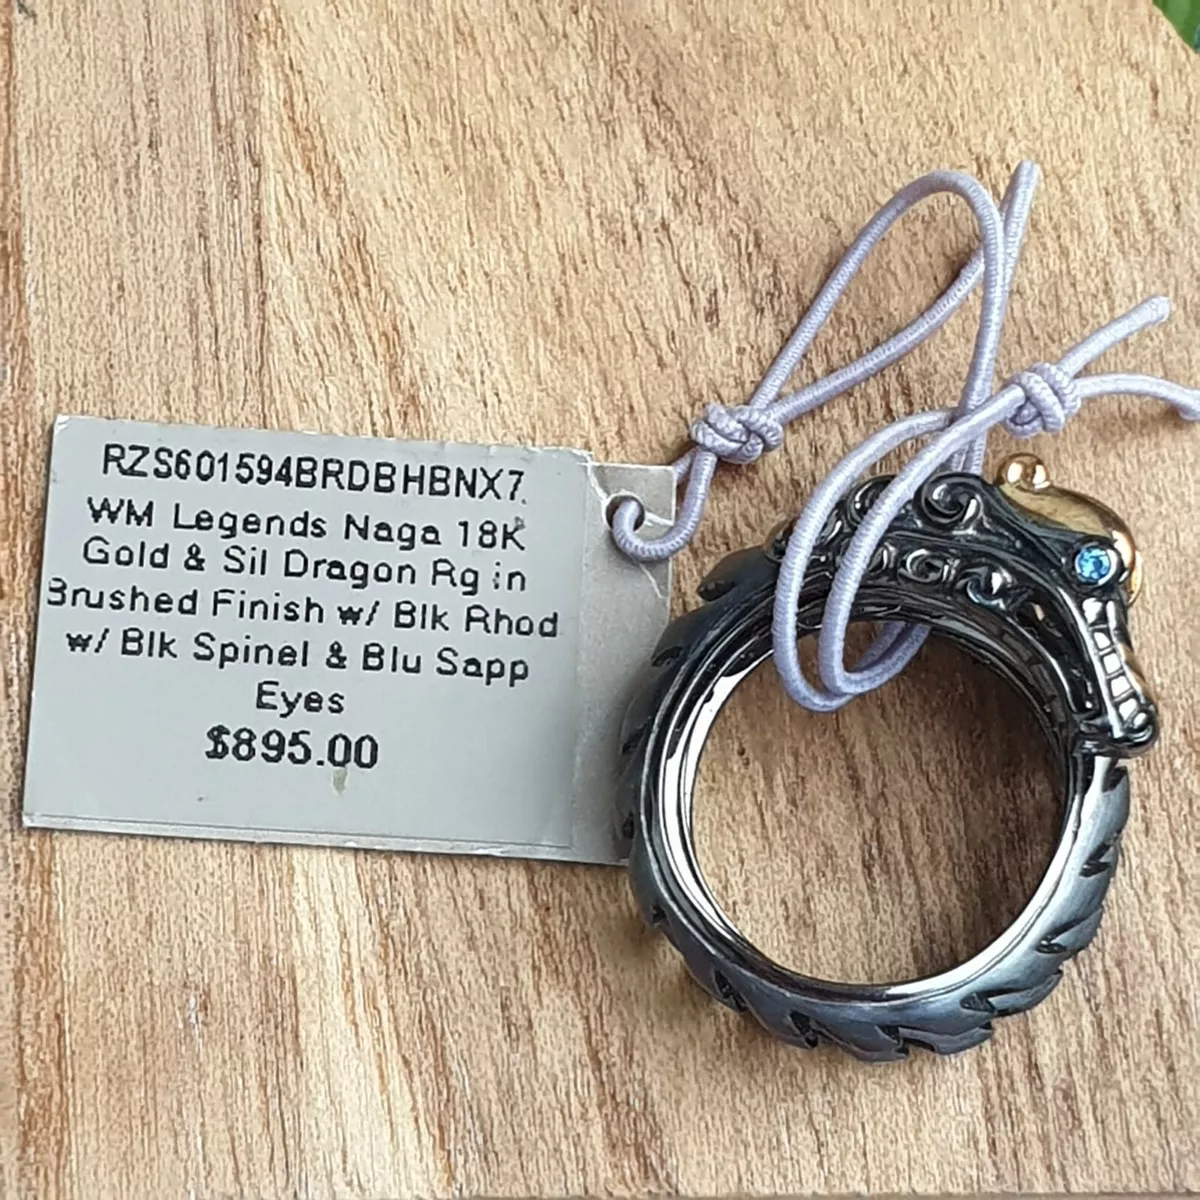 RZS601594BRDBHBNX7
WM Legends Naga 18K
Gold & Sil Dragon Rg in
Brushed Finish w/ Blk Rhod
w/ Blk Spinel & Blu Sapp
Eyes
$895.00